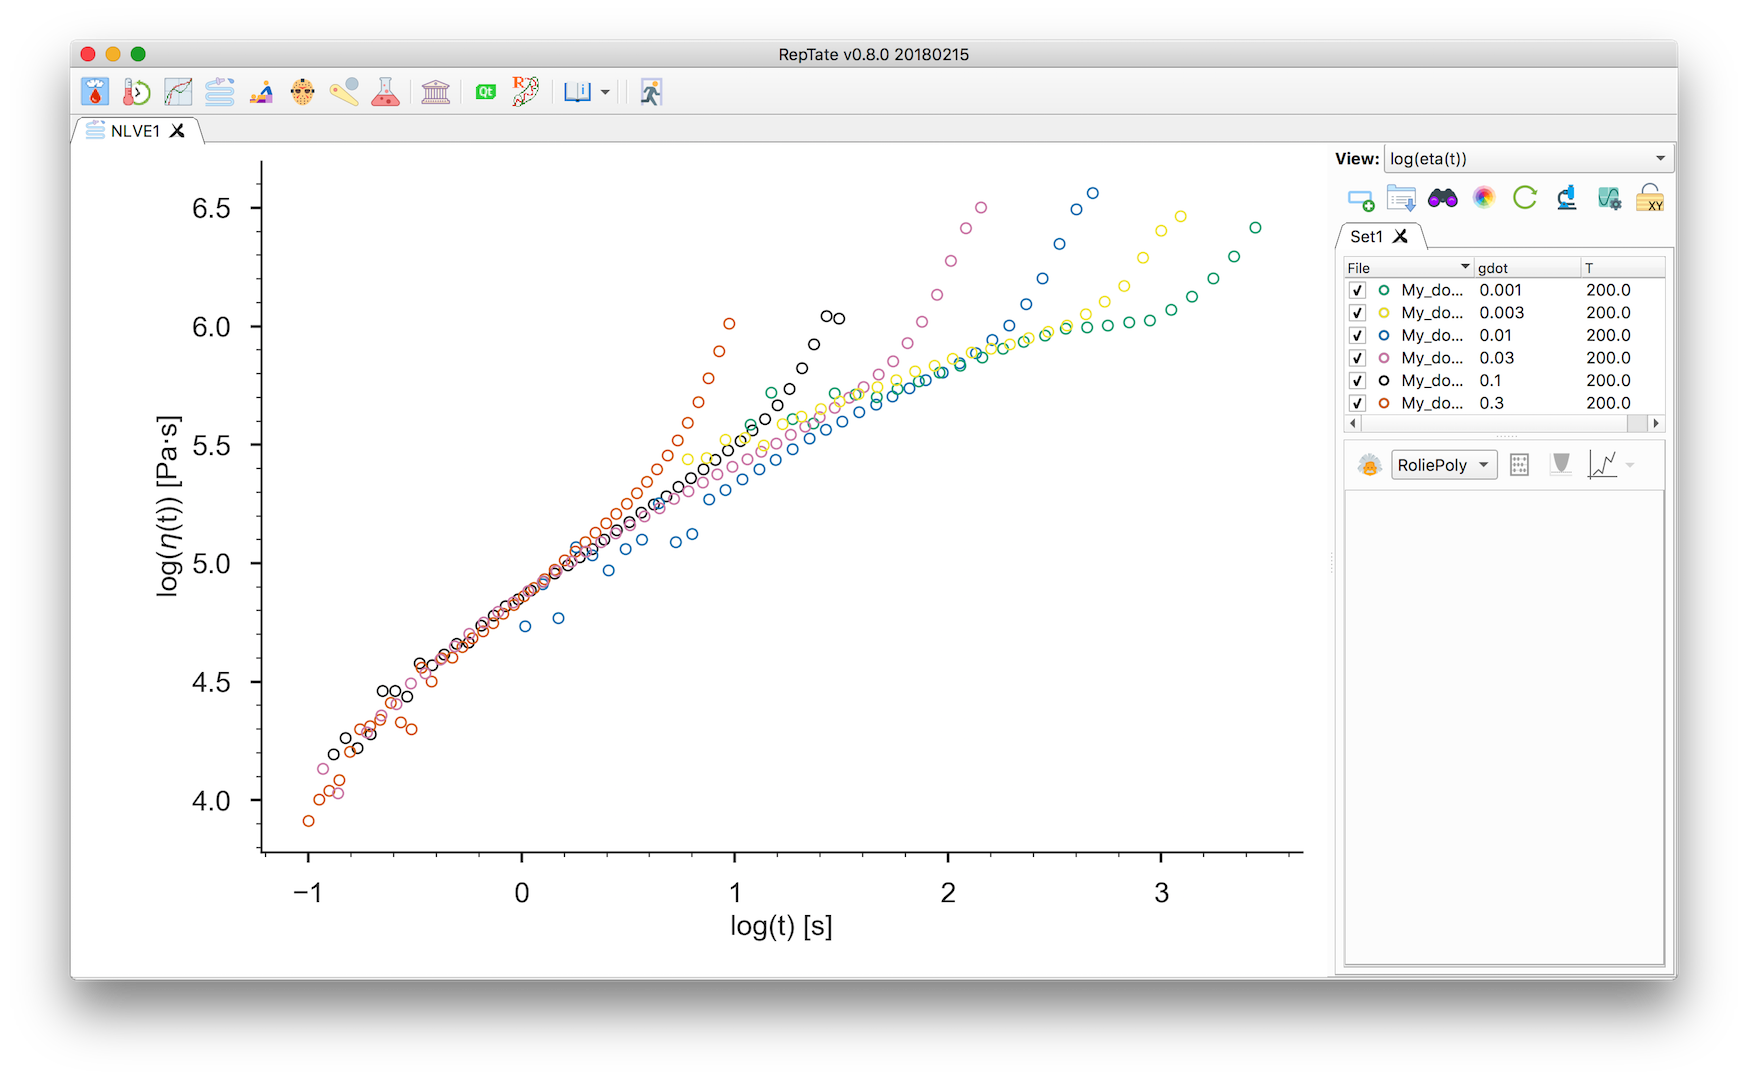 RepTate v0.8.0 20180215
Qt
R
i
NLVE1
View: log(eta(t))
XY
Set1
File gdot T
My_do... 0.001 200.0
My_do... 0.003 200.0
My_do... 0.01 200.0
My_do... 0.03 200.0
My_do... 0.1 200.0
My_do... 0.3 200.0
RoliePoly
log(η(t)) [Pa·s]
6.5
6.0
5.5
5.0
4.5
4.0
−1 0 1 2 3
log(t) [s]